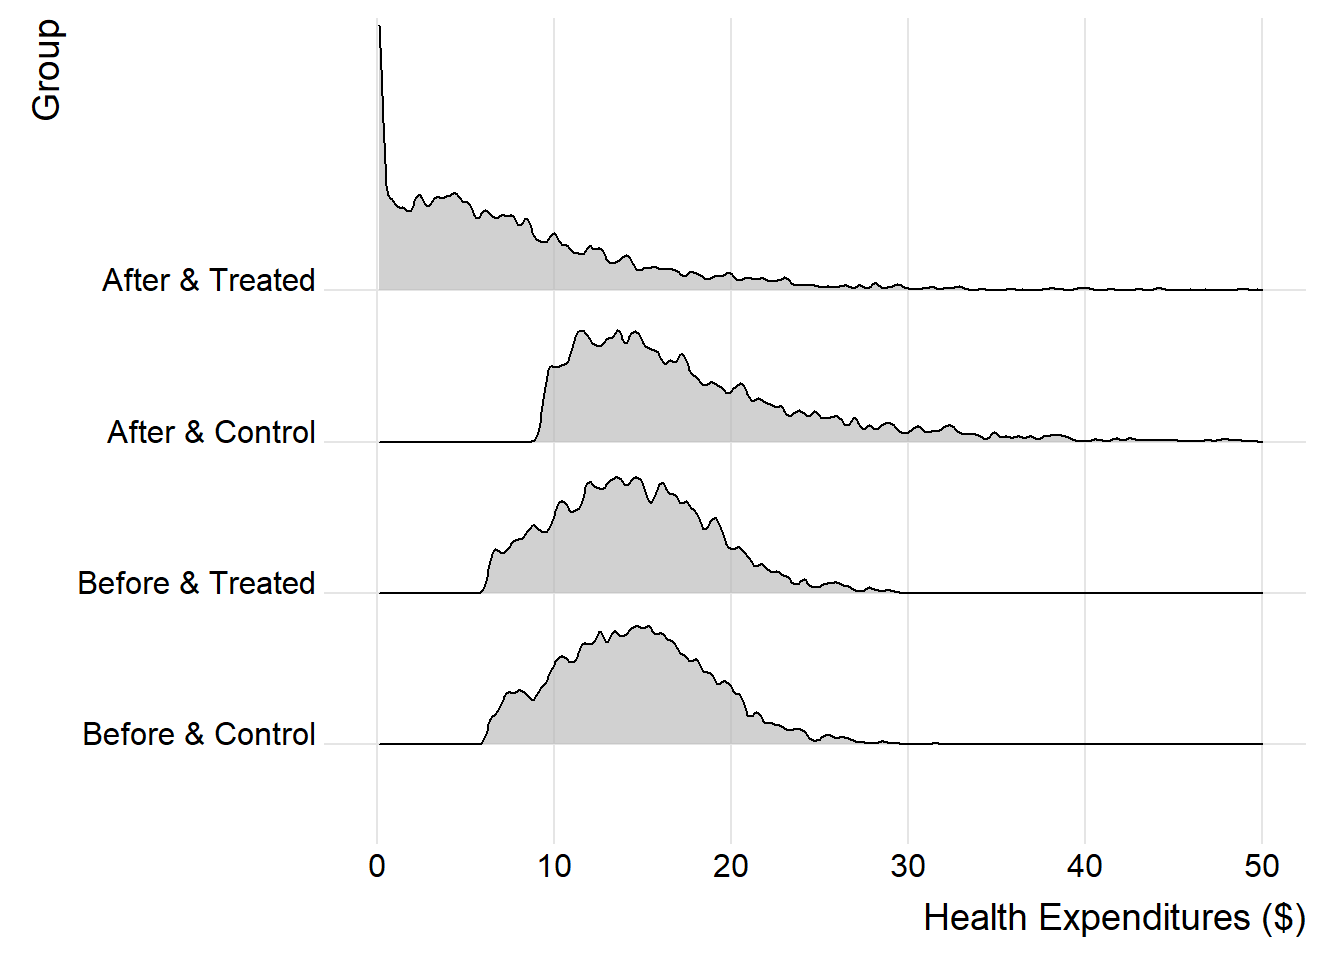 Group
After & Treated
After & Control
Before & Treated
Before & Control
0 10 20 30 40 50
Health Expenditures ($)